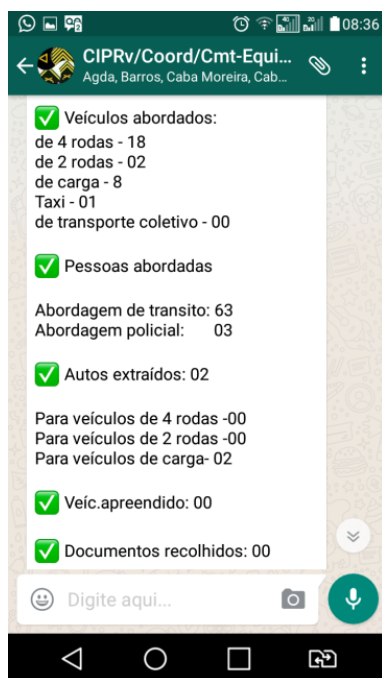 08:36
CIPRv/Coord/Cmt-Equi...
Agda, Barros, Caba Moreira, Cab...
Veículos abordados:
de 4 rodas - 18
de 2 rodas - 02
de carga - 8
Taxi - 01
de transporte coletivo - 00
Pessoas abordadas
Abordagem de transito: 63
Abordagem policial: 03
Autos extraídos: 02
Para veículos de 4 rodas -00
Para veículos de 2 rodas -00
Para veículos de carga- 02
Veíc.apreendido: 00
Documentos recolhidos: 00
Digite aqui...